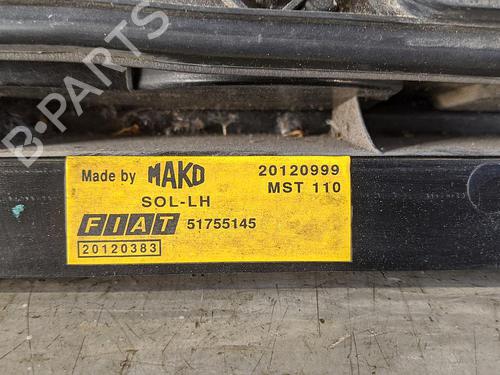 B-PARTS
Made by MAKO 20120999
SOL-LH MST 110
FIAT 51755145
20120383